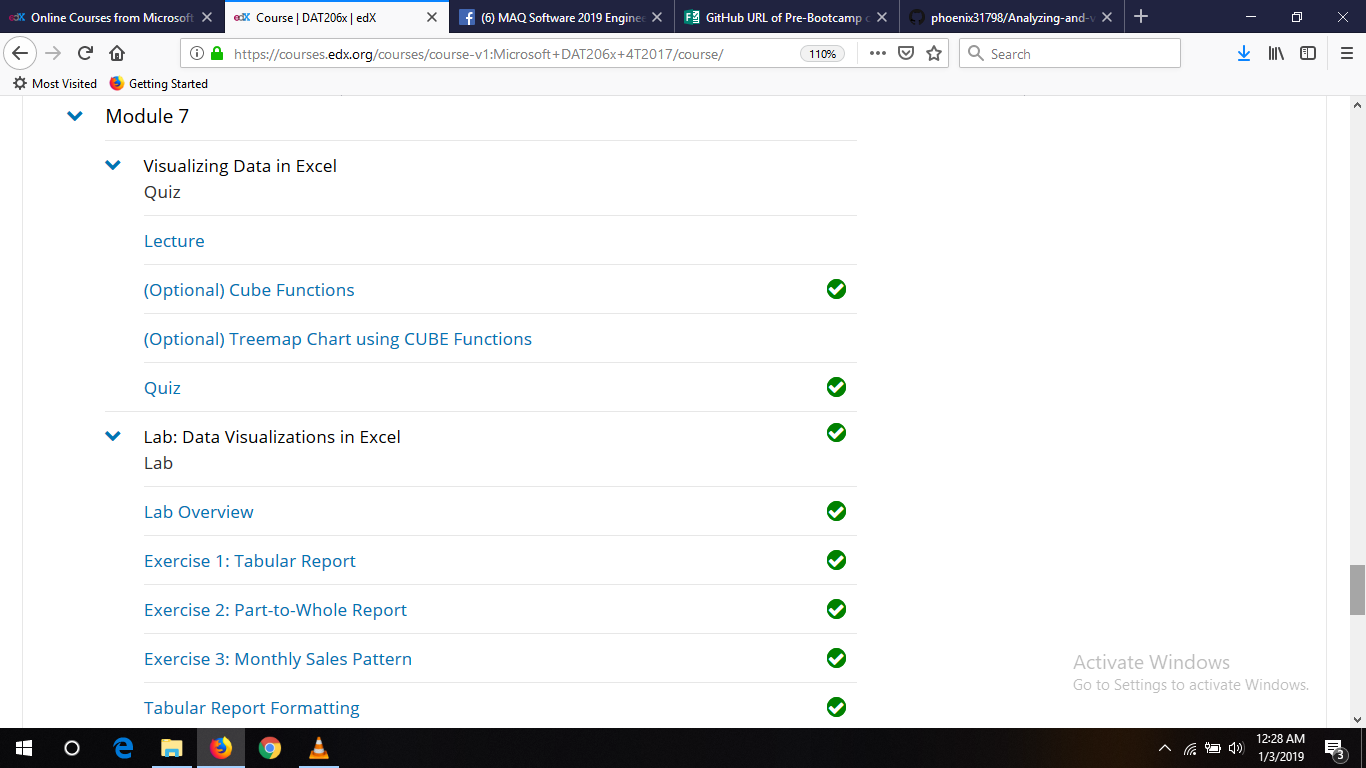 Online Courses from Microsoft
Course | DAT206x | edX
(6) MAQ Software 2019 Enginee
GitHub URL of Pre-Bootcamp
phoenix31798/Analyzing-and-v
https://courses.edx.org/courses/course-v1:Microsoft+DAT206x+4T2017/course/
110%
Search
Most Visited
Getting Started
Module 7
Visualizing Data in Excel
Quiz
Lecture
(Optional) Cube Functions
(Optional) Treemap Chart using CUBE Functions
Quiz
Lab: Data Visualizations in Excel
Lab
Lab Overview
Exercise 1: Tabular Report
Exercise 2: Part-to-Whole Report
Exercise 3: Monthly Sales Pattern
Tabular Report Formatting
Activate Windows
Go to Settings to activate Windows.
12:28 AM
1/3/2019
3